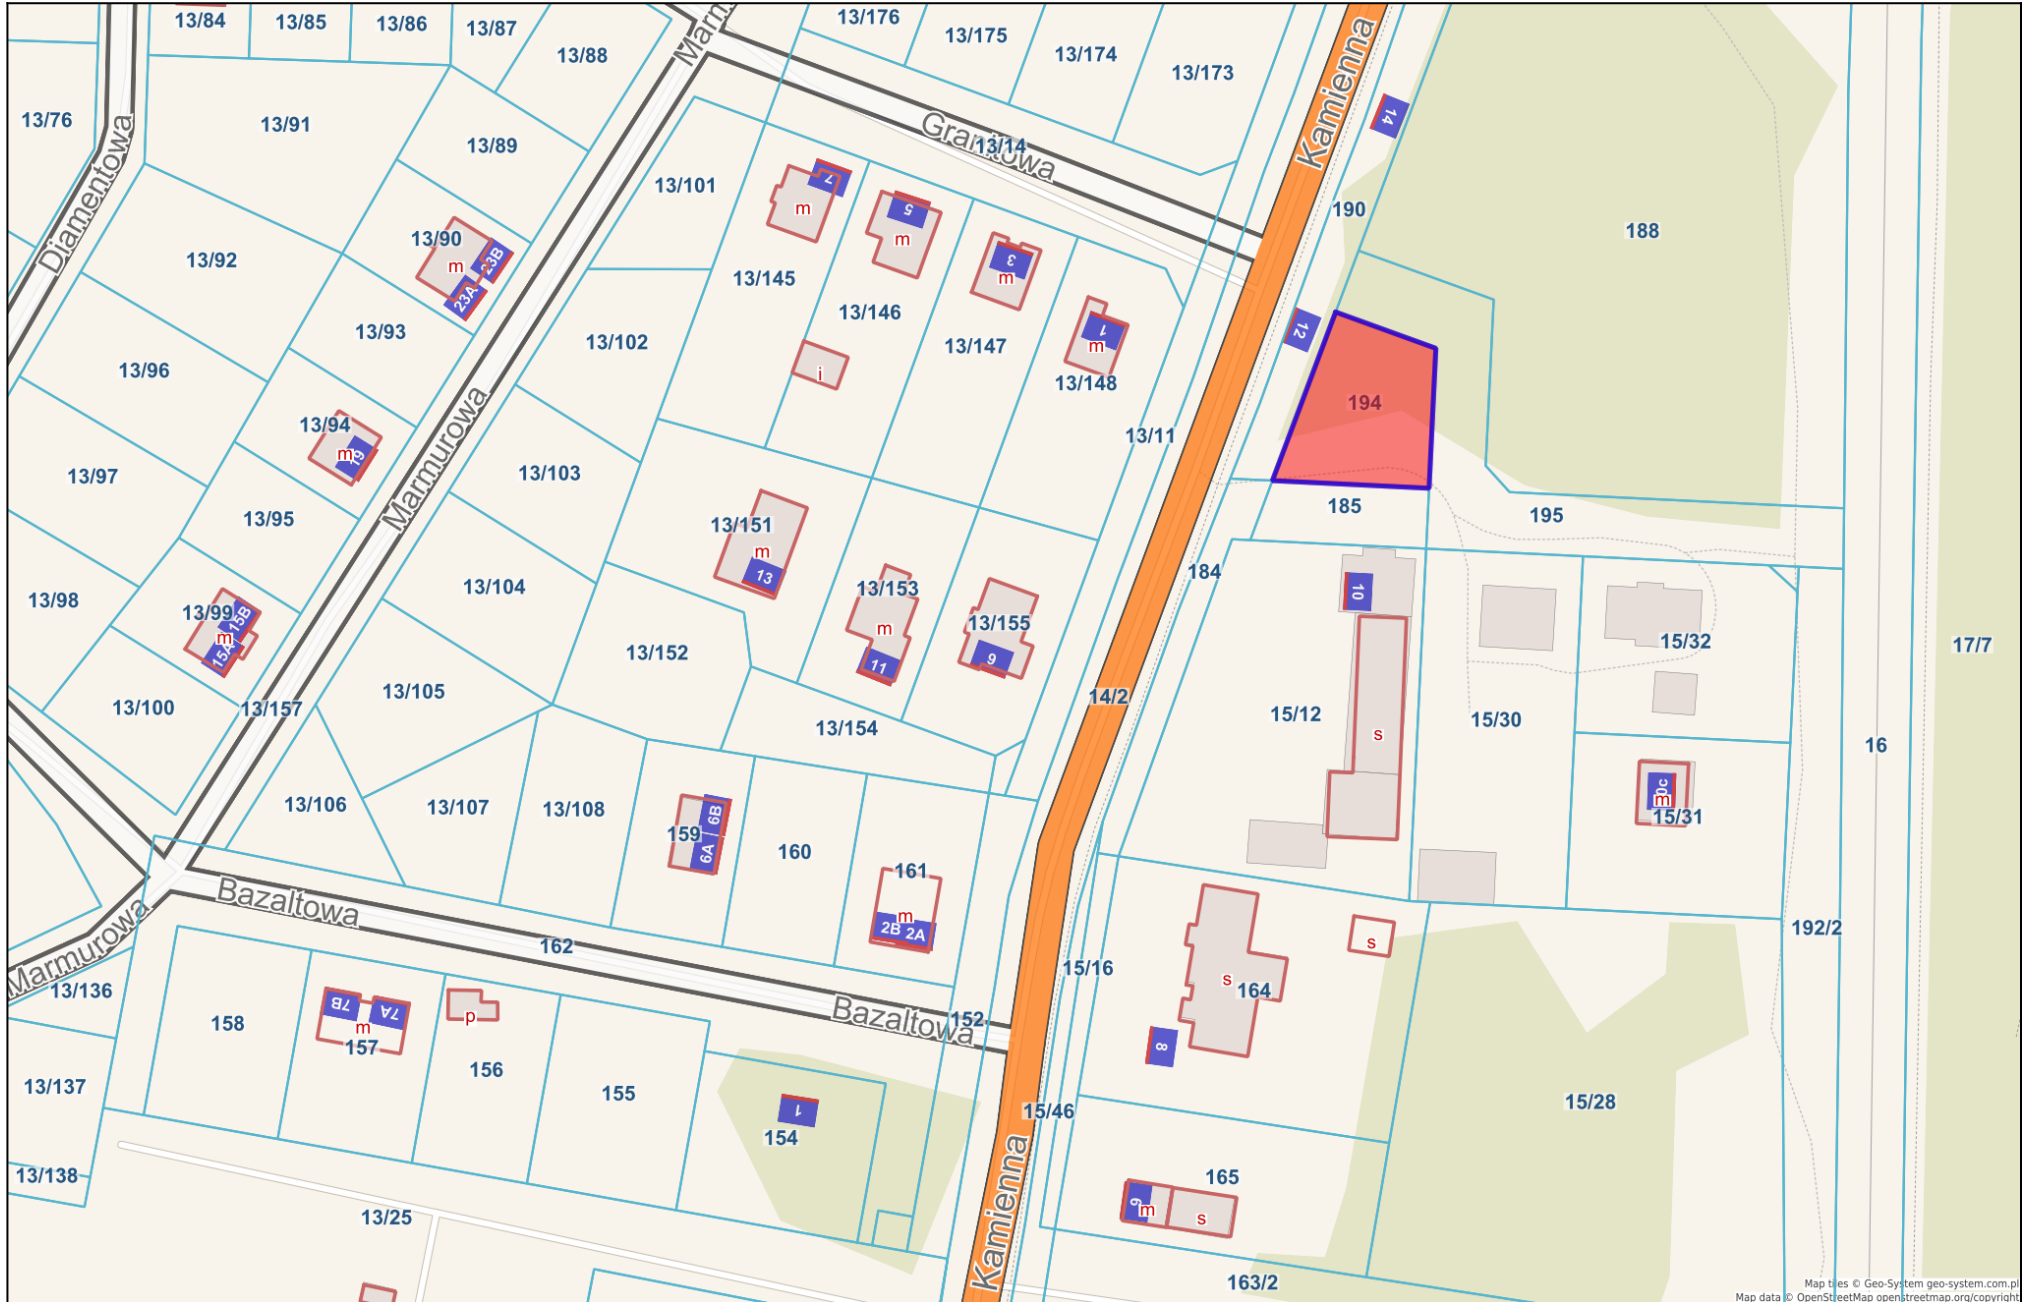 13/84
13/85
13/86
13/87
13/88
Marm
13/176
13/175
13/174
13/173
Kamienna
14
13/76
13/91
13/89
Granitowa
13/14
Diamentowa
13/101
7
m
5
m
190
188
13/90
m
23B
23A
13/92
13/145
3
m
13/146
12
13/93
13/102
13/147
1
m
13/148
13/96
i
194
Marmurowa
13/94
m
19
13/11
13/97
13/103
185
195
13/95
13/151
m
13
184
13/104
13/153
m
11
10
13/98
13/99
m
15B
15A
13/155
9
15/32
17/7
13/152
13/105
14/2
13/100
13/157
13/154
15/12
15/30
s
16
13/106
13/107
13/108
159
6B
6A
160
161
m
2B 2A
0c
m
15/31
Bazaltowa
Marmurowa
162
192/2
s
15/16
s
164
13/136
158
7B
7A
m
157
p
156
Bazaltowa
152
8
13/137
155
1
154
15/46
15/28
Kamienna
13/138
165
6
m
s
13/25
163/2
Map tiles © Geo-System geo-system.com.pl
Map data © OpenStreetMap openstreetmap.org/copyright